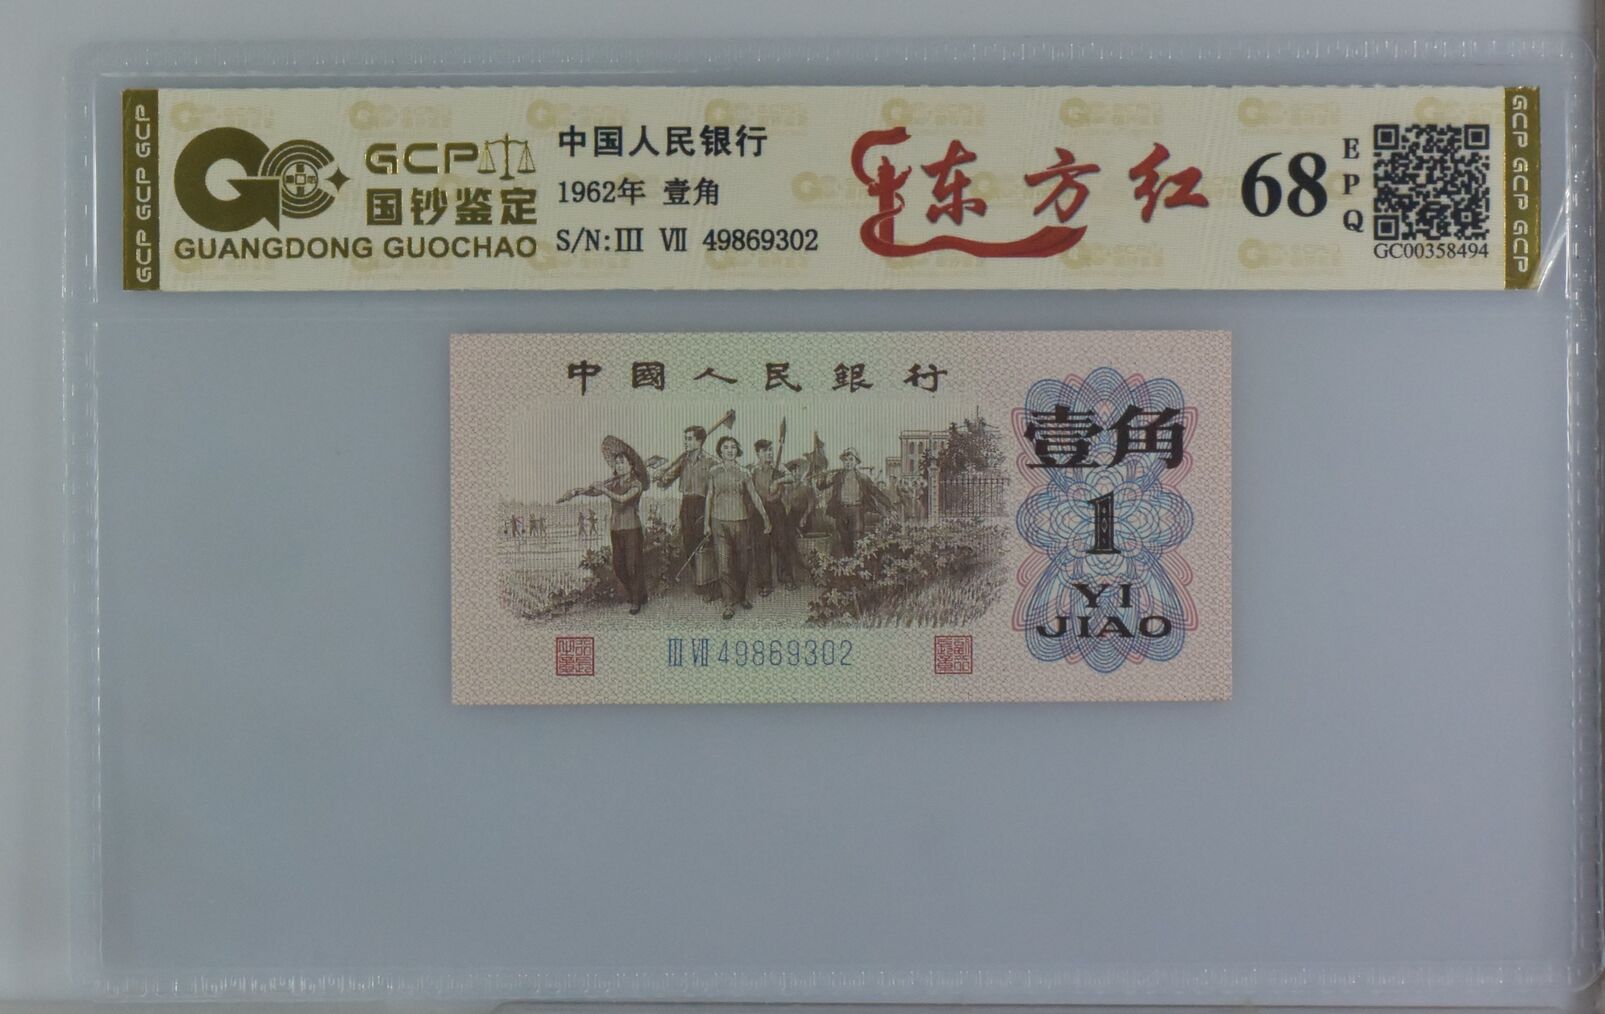 GCP GCP GCP
GCP
国钞鉴定
GUANGDONG GUOCHAO
中国人民银行
1962年 壹角
S/N:III VII 49869302
东方红
68
EPQ
GC00358494
GCP GCP GCP
中國人民銀行
壹角
1
YI
JIAO
III VII 49869302